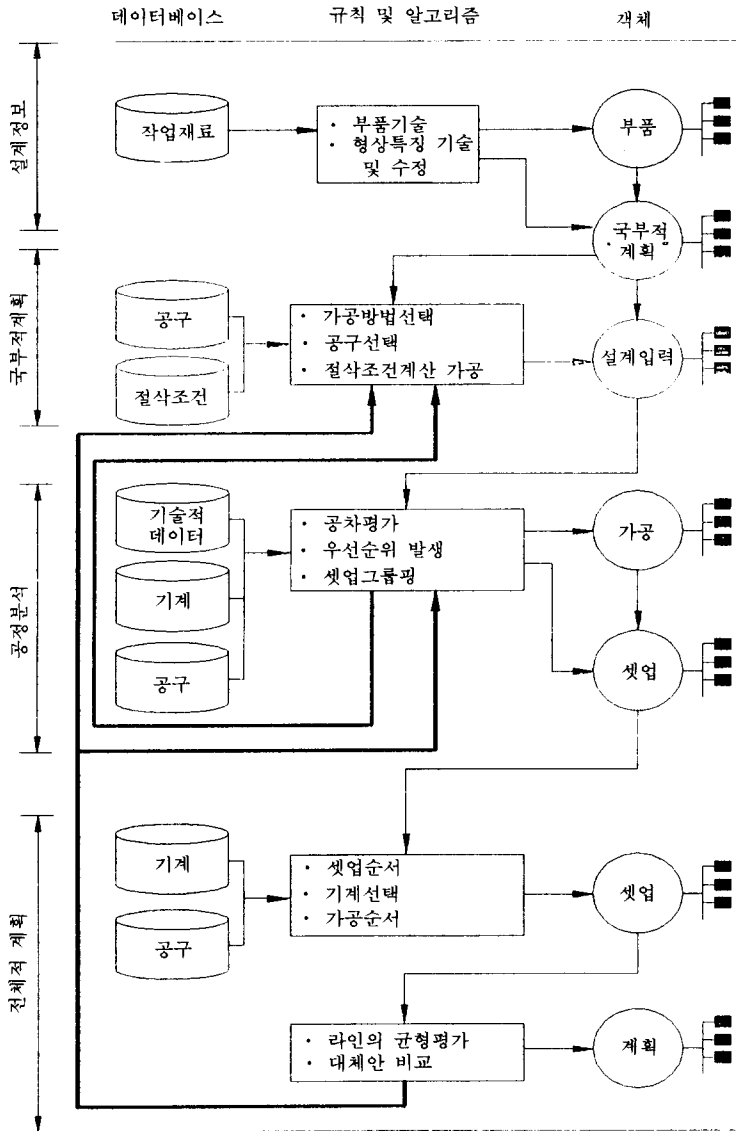 데이터베이스 규칙 및 알고리즘 객체
설계정보
작업재료
· 부품기술
· 형상특징 기술
및 수정
부품
국부적
계획
국부적계획
공구
절삭조건
· 가공방법선택
· 공구선택
· 절삭조건계산 가공
설계입력
공정분석
기술적
데이터
기계
공구
· 공차평가
· 우선순위 발생
· 셋업그룹핑
가공
셋업
전체적 계획
기계
공구
· 셋업순서
· 기계선택
· 가공순서
셋업
· 라인의 균형평가
· 대체안 비교
계획